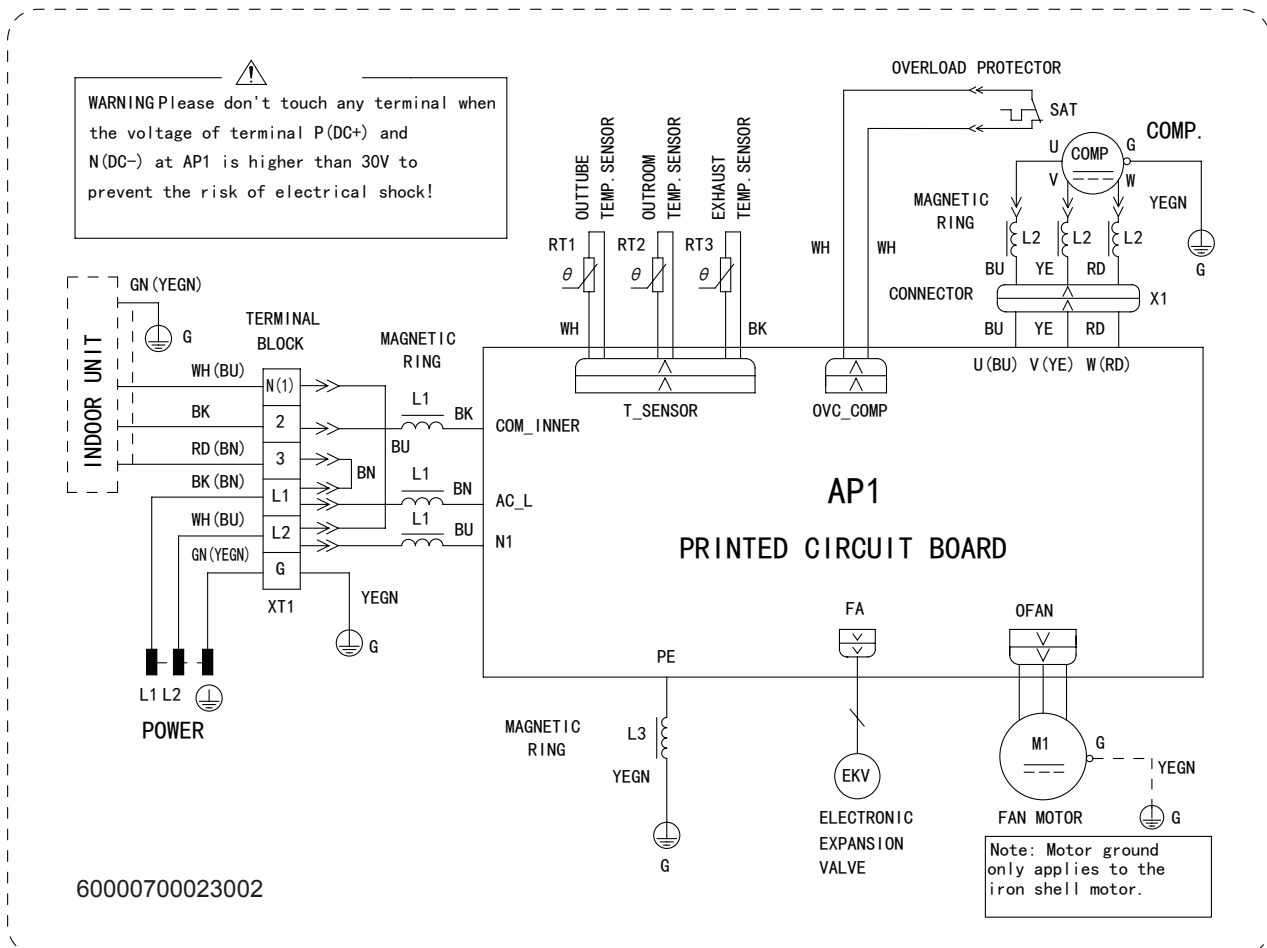 WARNING Please don't touch any terminal when
the voltage of terminal P(DC+) and
N(DC-) at AP1 is higher than 30V to
prevent the risk of electrical shock!
OVERLOAD PROTECTOR
SAT
COMP.
U
COMP
G
V
W
YEGN
G
MAGNETIC
RING
L2
L2
L2
BU
YE
RD
CONNECTOR
X1
BU
YE
RD
U(BU) V(YE) W(RD)
WH
WH
OUTTUBE
TEMP. SENSOR
OUTROOM
TEMP. SENSOR
EXHAUST
TEMP. SENSOR
RT1
RT2
RT3
θ
θ
θ
WH
BK
T_SENSOR
OVC_COMP
INDOOR UNIT
GN(YEGN)
G
TERMINAL
BLOCK
MAGNETIC
RING
WH(BU)
N(1)
BK
2
L1
BK
COM_INNER
BU
RD(BN)
3
BN
BK(BN)
L1
L1
BN
AC_L
WH(BU)
L2
L1
BU
N1
GN(YEGN)
G
YEGN
XT1
G
L1 L2
POWER
AP1
PRINTED CIRCUIT BOARD
PE
MAGNETIC
RING
L3
YEGN
G
FA
EKV
ELECTRONIC
EXPANSION
VALVE
OFAN
M1
G
YEGN
G
FAN MOTOR
Note: Motor ground
only applies to the
iron shell motor.
60000700023002